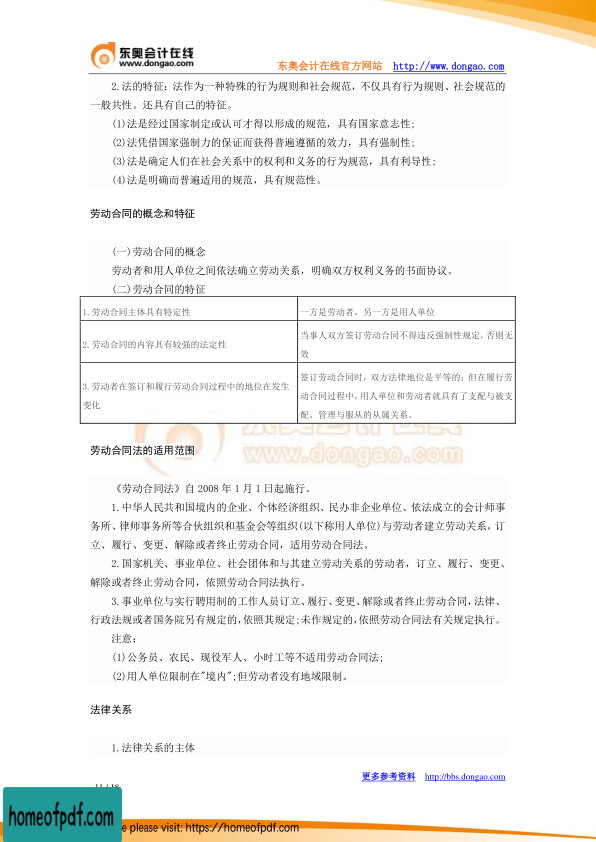 东奥会计在线
www.dongao.com
东奥会计在线官方网站 http://www.dongao.com
2.法的特征：法作为一种特殊的行为规则和社会规范，不仅具有行为规则、社会规范的
一般共性。还具有自己的特征。
(1)法是经过国家制定或认可才得以形成的规范，具有国家意志性;
(2)法凭借国家强制力的保证而获得普遍遵循的效力，具有强制性;
(3)法是确定人们在社会关系中的权利和义务的行为规范，具有利导性;
(4)法是明确而普遍适用的规范，具有规范性。
劳动合同的概念和特征
(一)劳动合同的概念
劳动者和用人单位之间依法确立劳动关系，明确双方权利义务的书面协议。
(二)劳动合同的特征
1.劳动合同主体具有特定性
一方是劳动者，另一方是用人单位
2.劳动合同的内容具有较强的法定性
当事人双方签订劳动合同不得违反强制性规定，否则无
效
3.劳动者在签订和履行劳动合同过程中的地位在发生
变化
签订劳动合同时，双方法律地位是平等的；但在履行劳
动合同过程中，用人单位和劳动者就具有了支配与被支
配、管理与服从的从属关系。
www.dongao.com
劳动合同法的适用范围
《劳动合同法》自 2008 年 1 月 1 日起施行。
1.中华人民共和国境内的企业、个体经济组织、民办非企业单位、依法成立的会计师事
务所、律师事务所等合伙组织和基金会等组织(以下称用人单位)与劳动者建立劳动关系，订
立、履行、变更、解除或者终止劳动合同，适用劳动合同法。
2.国家机关、事业单位、社会团体和与其建立劳动关系的劳动者，订立、履行、变更、
解除或者终止劳动合同，依照劳动合同法执行。
3.事业单位与实行聘用制的工作人员订立、履行、变更、解除或者终止劳动合同，法律、
行政法规或者国务院另有规定的，依照其规定;未作规定的，依照劳动合同法有关规定执行。
注意：
(1)公务员、农民、现役军人、小时工等不适用劳动合同法;
(2)用人单位限制在"境内";但劳动者没有地域限制。
法律关系
1.法律关系的主体
更多参考资料 http://bbs.dongao.com
11 / 18
homeofpdf.com
e please visit: https://homeofpdf.com